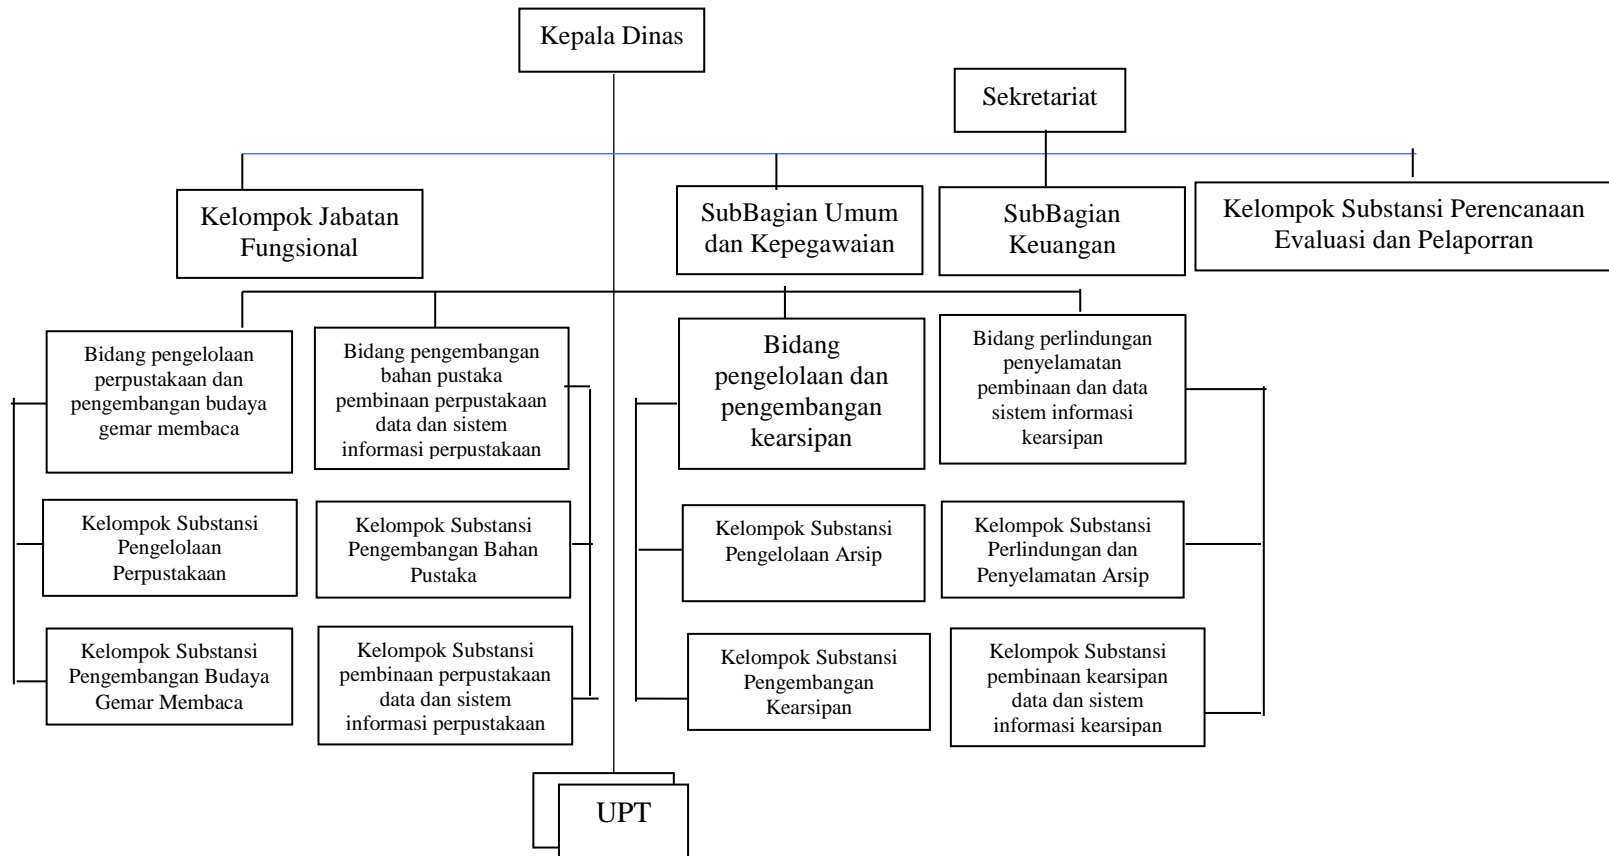 Kepala Dinas
Sekretariat
Kelompok Jabatan
Fungsional
SubBagian Umum
dan Kepegawaian
SubBagian
Keuangan
Kelompok Substansi Perencanaan
Evaluasi dan Pelaporran
Bidang pengelolaan
perpustakaan dan
pengembangan budaya
gemar membaca
Bidang pengembangan
bahan pustaka
pembinaan perpustakaan
data dan sistem
informasi perpustakaan
Bidang
pengelolaan dan
pengembangan
kearsipan
Bidang perlindungan
penyelamatan
pembinaan dan data
sistem informasi
kearsipan
Kelompok Substansi
Pengelolaan
Perpustakaan
Kelompok Substansi
Pengembangan Bahan
Pustaka
Kelompok Substansi
Pengelolaan Arsip
Kelompok Substansi
Perlindungan dan
Penyelamatan Arsip
Kelompok Substansi
Pengembangan Budaya
Gemar Membaca
Kelompok Substansi
pembinaan perpustakaan
data dan sistem
informasi perpustakaan
Kelompok Substansi
Pengembangan
Kearsipan
Kelompok Substansi
pembinaan kearsipan
data dan sistem
informasi kearsipan
UPT